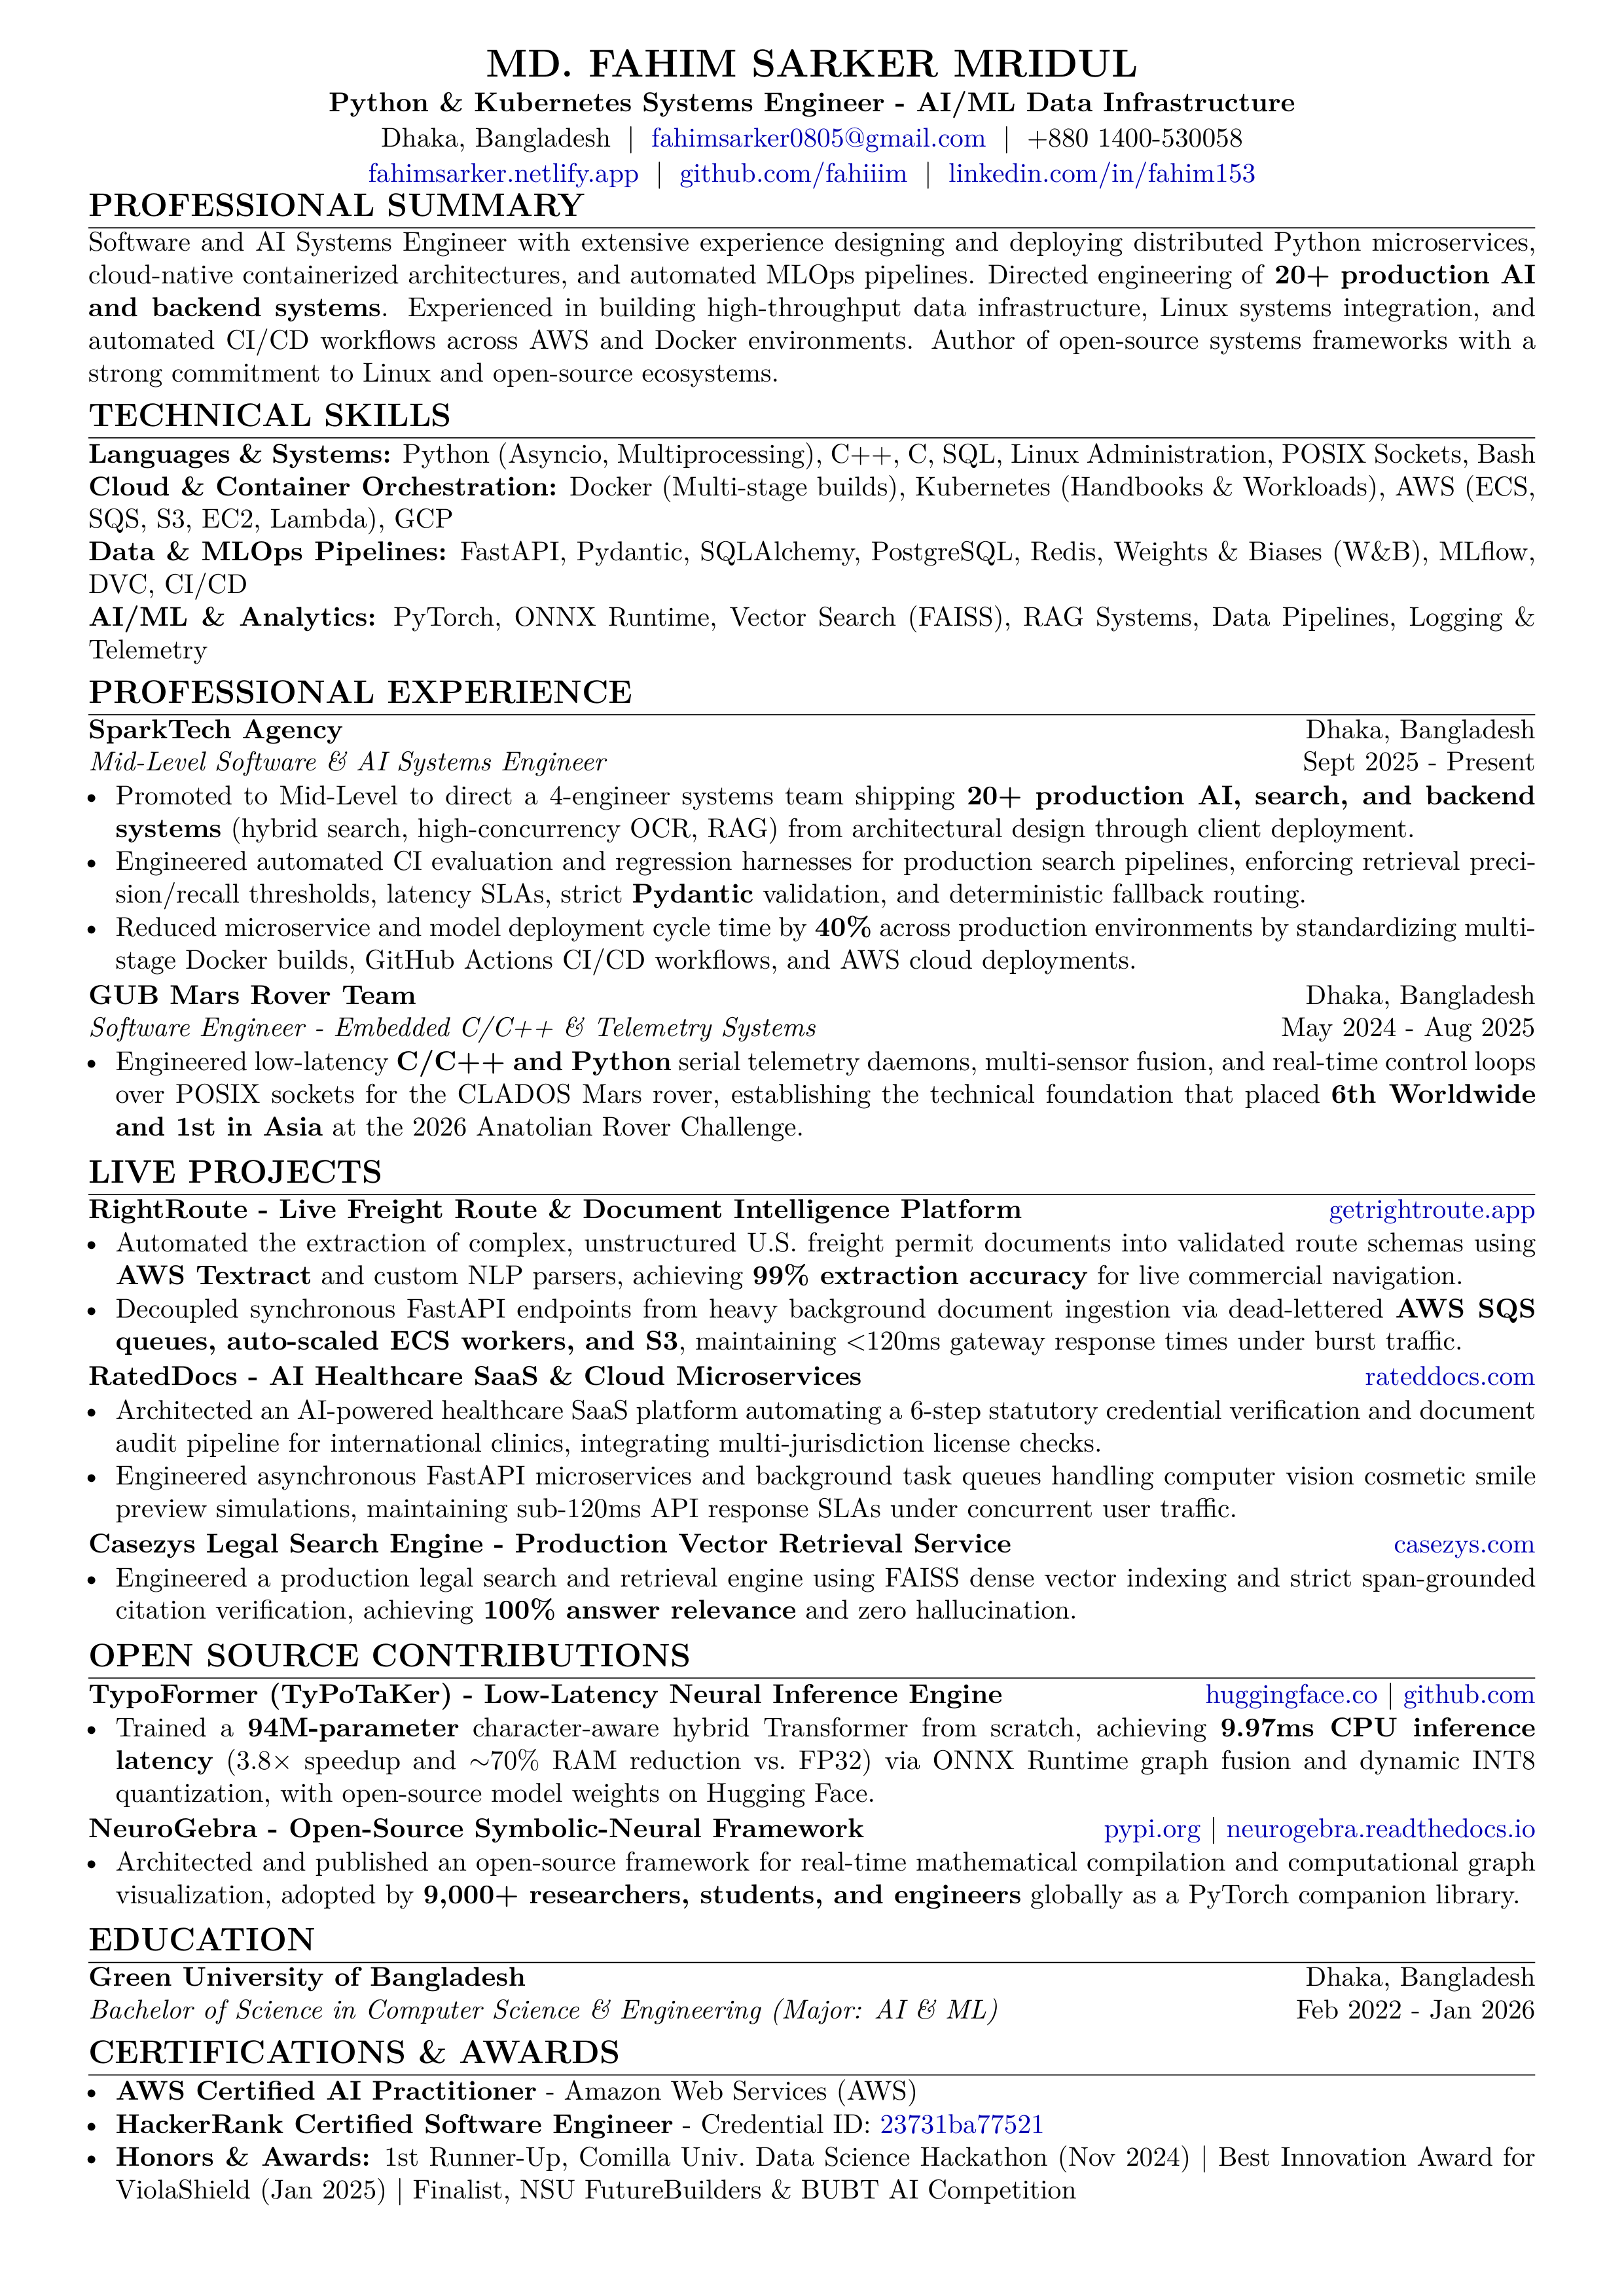 MD. FAHIM SARKER MRIDUL
Python & Kubernetes Systems Engineer - AI/ML Data Infrastructure
Dhaka, Bangladesh | fahimsarker0805@gmail.com | +880 1400-530058
fahimsarker.netlify.app | github.com/fahiiim | linkedin.com/in/fahim153
PROFESSIONAL SUMMARY
Software and AI Systems Engineer with extensive experience designing and deploying distributed Python microservices,
cloud-native containerized architectures, and automated MLOps pipelines. Directed engineering of 20+ production AI
and backend systems. Experienced in building high-throughput data infrastructure, Linux systems integration, and
automated CI/CD workflows across AWS and Docker environments. Author of open-source systems frameworks with a
strong commitment to Linux and open-source ecosystems.
TECHNICAL SKILLS
Languages & Systems: Python (Asyncio, Multiprocessing), C++, C, SQL, Linux Administration, POSIX Sockets, Bash
Cloud & Container Orchestration: Docker (Multi-stage builds), Kubernetes (Handbooks & Workloads), AWS (ECS,
SQS, S3, EC2, Lambda), GCP
Data & MLOps Pipelines: FastAPI, Pydantic, SQLAlchemy, PostgreSQL, Redis, Weights & Biases (W&B), MLflow,
DVC, CI/CD
AI/ML & Analytics: PyTorch, ONNX Runtime, Vector Search (FAISS), RAG Systems, Data Pipelines, Logging &
Telemetry
PROFESSIONAL EXPERIENCE
SparkTech Agency Dhaka, Bangladesh
Mid-Level Software & AI Systems Engineer Sept 2025 - Present
• Promoted to Mid-Level to direct a 4-engineer systems team shipping 20+ production AI, search, and backend
systems (hybrid search, high-concurrency OCR, RAG) from architectural design through client deployment.
• Engineered automated CI evaluation and regression harnesses for production search pipelines, enforcing retrieval preci-
sion/recall thresholds, latency SLAs, strict Pydantic validation, and deterministic fallback routing.
• Reduced microservice and model deployment cycle time by 40% across production environments by standardizing multi-
stage Docker builds, GitHub Actions CI/CD workflows, and AWS cloud deployments.
GUB Mars Rover Team Dhaka, Bangladesh
Software Engineer - Embedded C/C++ & Telemetry Systems May 2024 - Aug 2025
• Engineered low-latency C/C++ and Python serial telemetry daemons, multi-sensor fusion, and real-time control loops
over POSIX sockets for the CLADOS Mars rover, establishing the technical foundation that placed 6th Worldwide
and 1st in Asia at the 2026 Anatolian Rover Challenge.
LIVE PROJECTS
RightRoute - Live Freight Route & Document Intelligence Platform getrightroute.app
• Automated the extraction of complex, unstructured U.S. freight permit documents into validated route schemas using
AWS Textract and custom NLP parsers, achieving 99% extraction accuracy for live commercial navigation.
• Decoupled synchronous FastAPI endpoints from heavy background document ingestion via dead-lettered AWS SQS
queues, auto-scaled ECS workers, and S3, maintaining <120ms gateway response times under burst traffic.
RatedDocs - AI Healthcare SaaS & Cloud Microservices rateddocs.com
• Architected an AI-powered healthcare SaaS platform automating a 6-step statutory credential verification and document
audit pipeline for international clinics, integrating multi-jurisdiction license checks.
• Engineered asynchronous FastAPI microservices and background task queues handling computer vision cosmetic smile
preview simulations, maintaining sub-120ms API response SLAs under concurrent user traffic.
Casezys Legal Search Engine - Production Vector Retrieval Service casezys.com
• Engineered a production legal search and retrieval engine using FAISS dense vector indexing and strict span-grounded
citation verification, achieving 100% answer relevance and zero hallucination.
OPEN SOURCE CONTRIBUTIONS
TypoFormer (TyPoTaKer) - Low-Latency Neural Inference Engine huggingface.co | github.com
• Trained a 94M-parameter character-aware hybrid Transformer from scratch, achieving 9.97ms CPU inference
latency (3.8× speedup and ~70% RAM reduction vs. FP32) via ONNX Runtime graph fusion and dynamic INT8
quantization, with open-source model weights on Hugging Face.
NeuroGebra - Open-Source Symbolic-Neural Framework pypi.org | neurogebra.readthedocs.io
• Architected and published an open-source framework for real-time mathematical compilation and computational graph
visualization, adopted by 9,000+ researchers, students, and engineers globally as a PyTorch companion library.
EDUCATION
Green University of Bangladesh Dhaka, Bangladesh
Bachelor of Science in Computer Science & Engineering (Major: AI & ML) Feb 2022 - Jan 2026
CERTIFICATIONS & AWARDS
• AWS Certified AI Practitioner - Amazon Web Services (AWS)
• HackerRank Certified Software Engineer - Credential ID: 23731ba77521
• Honors & Awards: 1st Runner-Up, Comilla Univ. Data Science Hackathon (Nov 2024) | Best Innovation Award for
ViolaShield (Jan 2025) | Finalist, NSU FutureBuilders & BUBT AI Competition